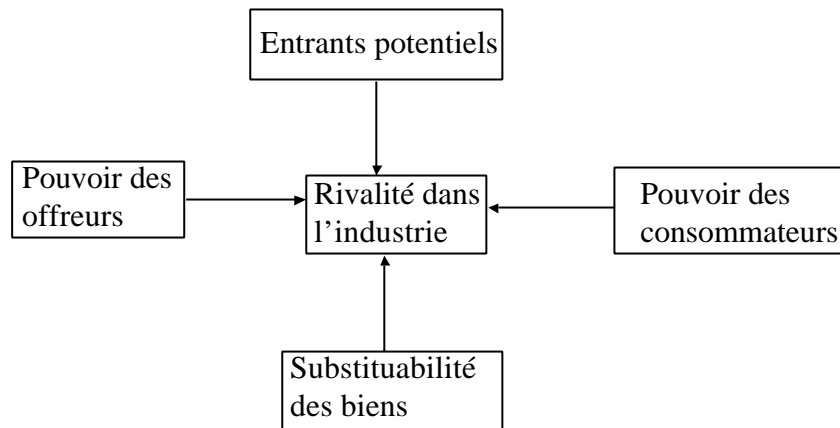 Entrants potentiels
Pouvoir des
offreurs
Rivalité dans
l’industrie
Pouvoir des
consommateurs
Substituabilité
des biens